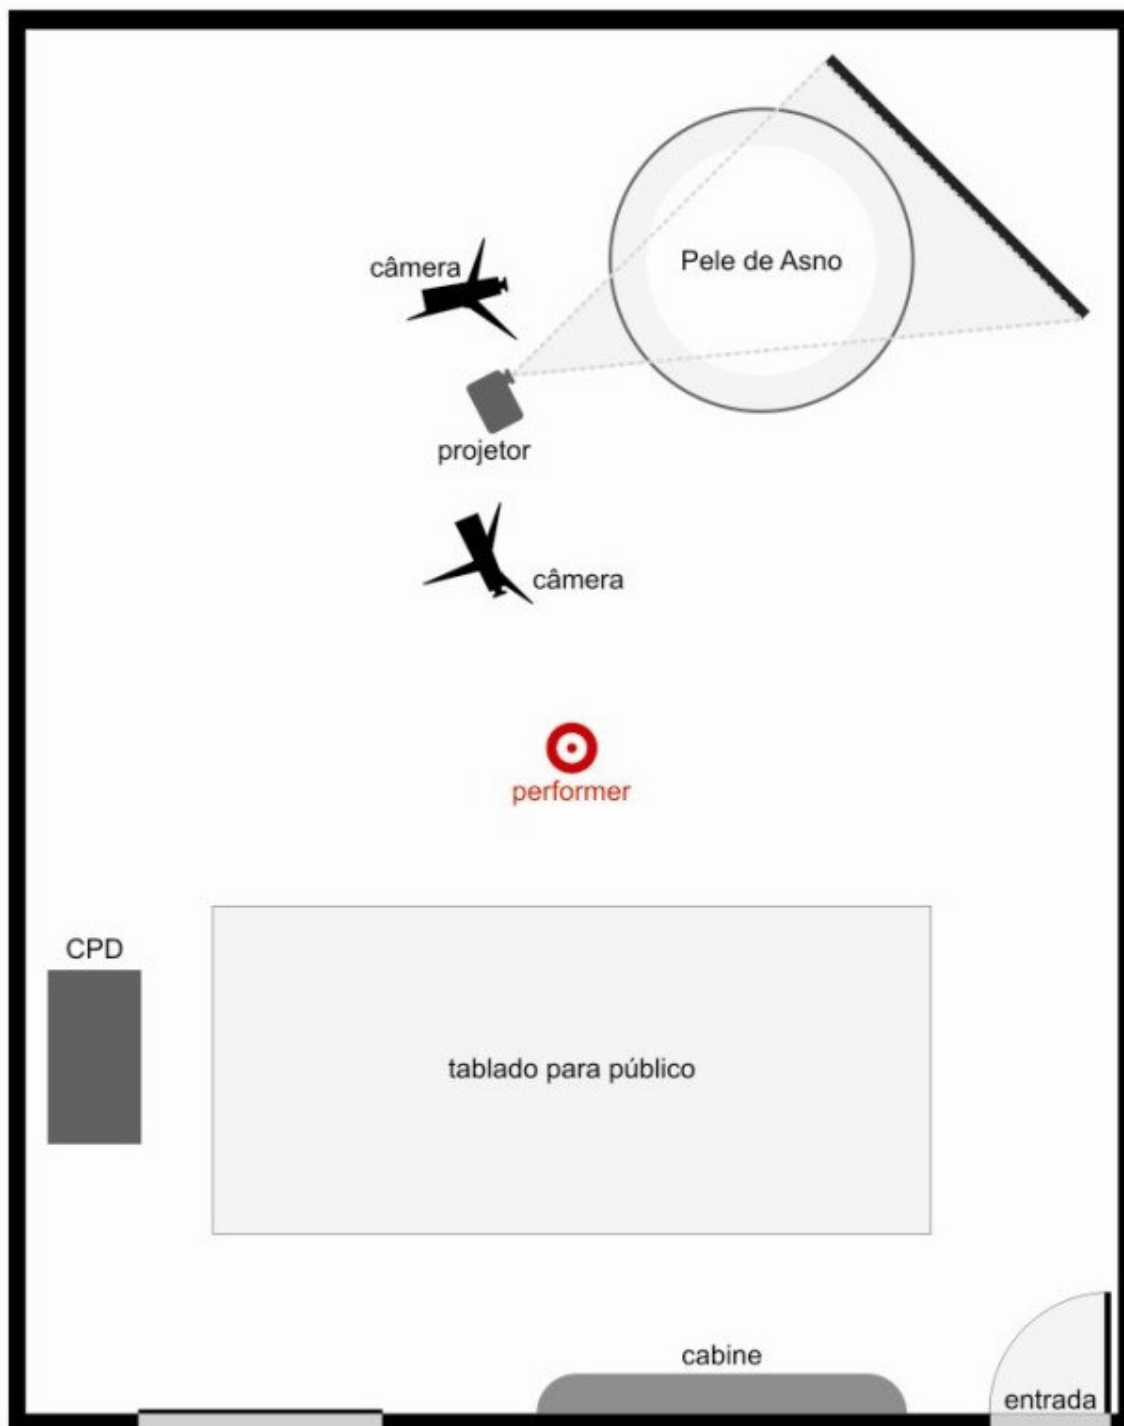 câmera
Pele de Asno
projetor
câmera
performer
CPD
tablado para público
cabine
entrada